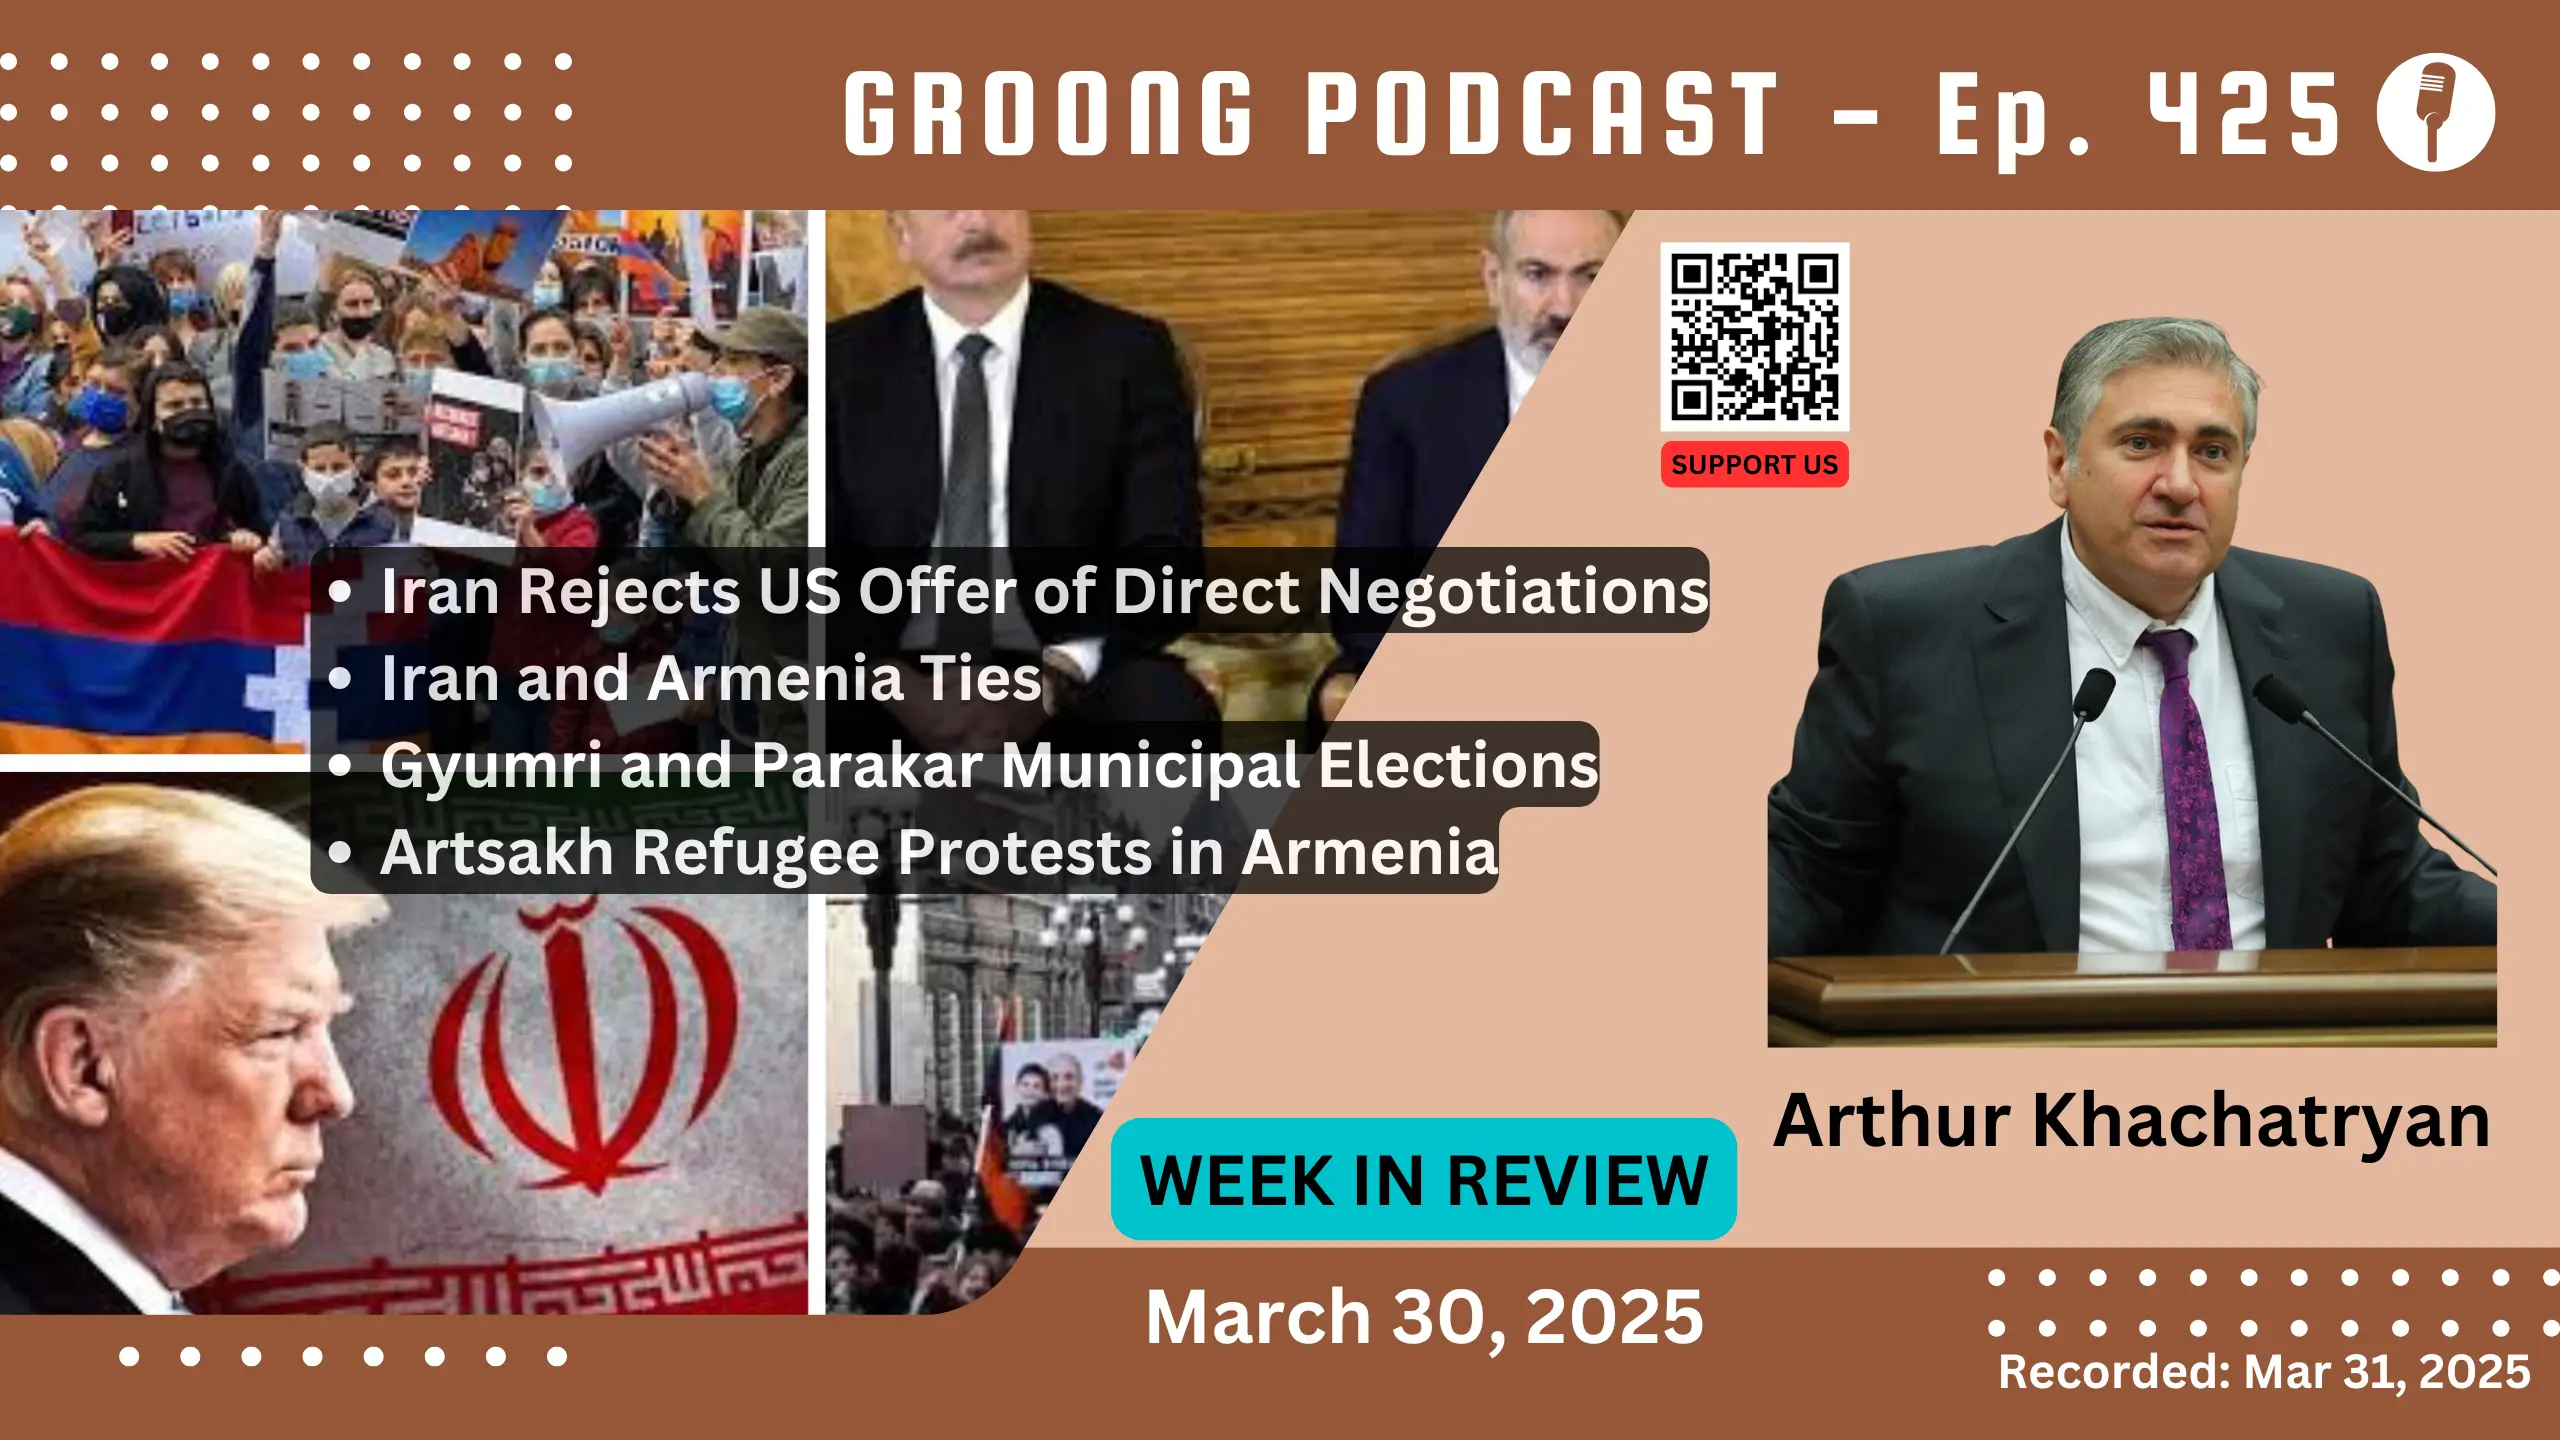 GROONG PODCAST - Ep. 425
SUPPORT US
• Iran Rejects US Offer of Direct Negotiations
• Iran and Armenia Ties
• Gyumri and Parakar Municipal Elections
• Artsakh Refugee Protests in Armenia
Arthur Khachatryan
WEEK IN REVIEW
March 30, 2025
Recorded: Mar 31, 2025